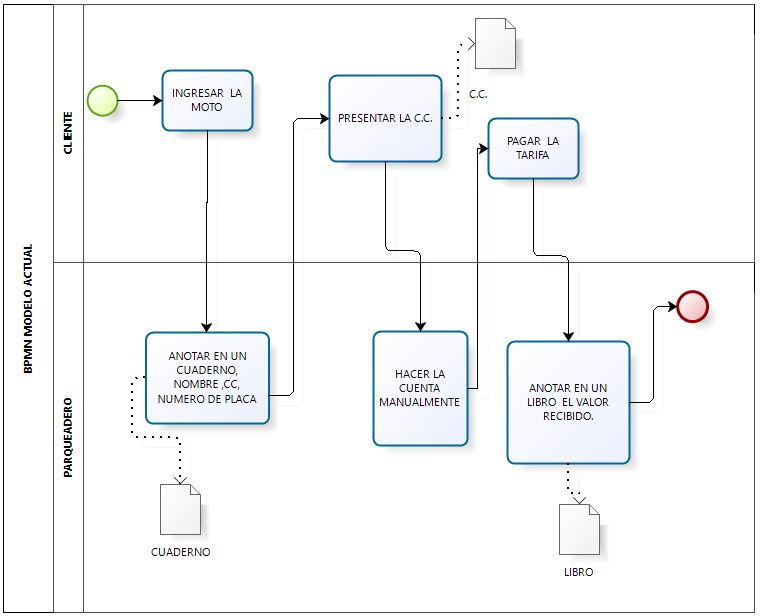 BPMN MODELO ACTUAL
CLIENTE
INGRESAR LA
MOTO
PRESENTAR LA C.C.
C.C.
PAGAR LA
TARIFA
PARQUEADERO
ANOTAR EN UN
CUADERNO,
NOMBRE ,CC,
NUMERO DE PLACA
CUADERNO
HACER LA
CUENTA
MANUALMENTE
ANOTAR EN UN
LIBRO EL VALOR
RECIBIDO.
LIBRO